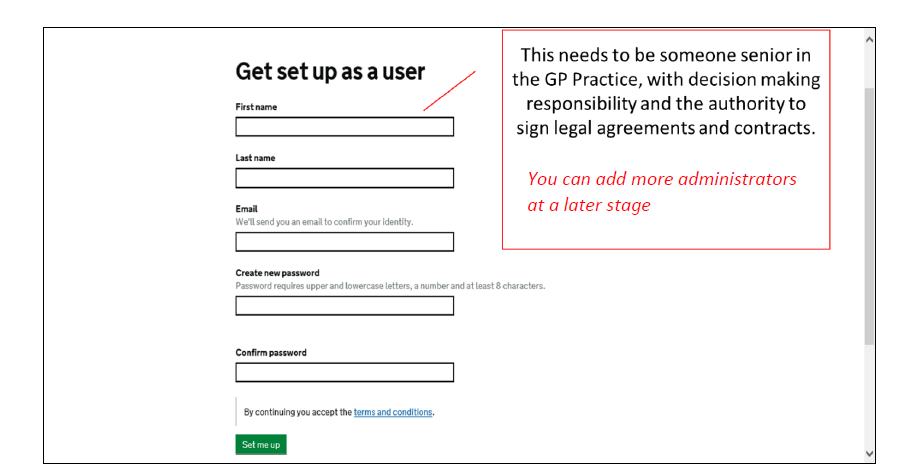 Get set up as a user
First name
Last name
Email
We'll send you an email to confirm your identity.
Create new password
Password requires upper and lowercase letters, a number and at least 8 characters.
Confirm password
By continuing you accept the terms and conditions.
Set me up
This needs to be someone senior in
the GP Practice, with decision making
responsibility and the authority to
sign legal agreements and contracts.
You can add more administrators
at a later stage